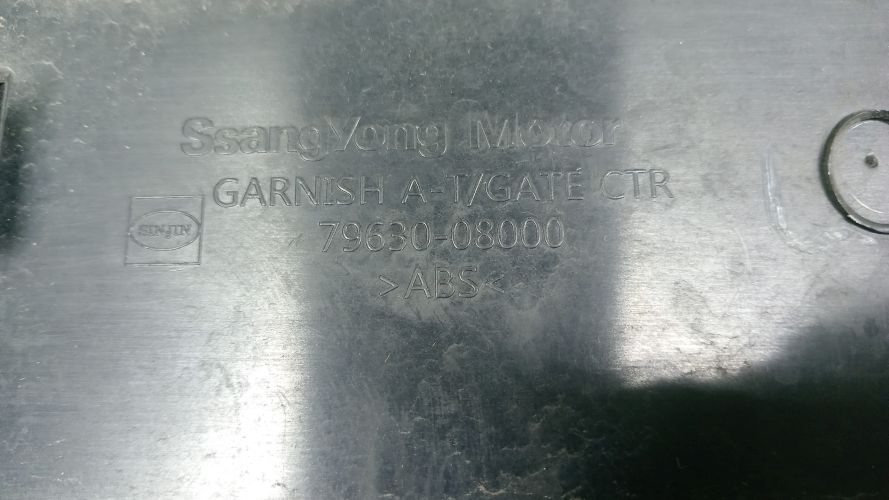 SsangYong Motor
GARNISH A-T/GATE CTR
SINJIN
79630-08000
>ABS<